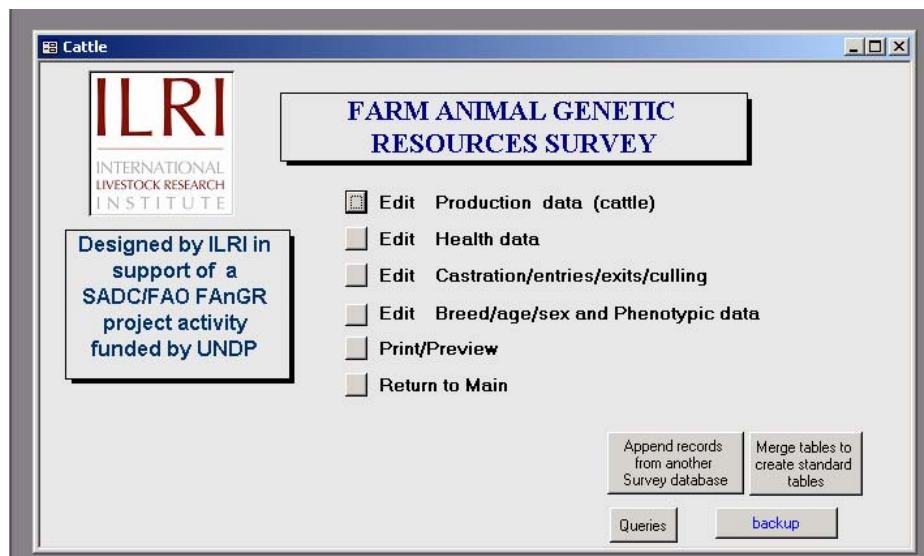 Cattle
ILRI
INTERNATIONAL
LIVESTOCK RESEARCH
INSTITUTE
FARM ANIMAL GENETIC
RESOURCES SURVEY
Designed by ILRI in
support of a
SADC/FAO FAnGR
project activity
funded by UNDP
Edit Production data (cattle)
Edit Health data
Edit Castration/entries/exits/culling
Edit Breed/age/sex and Phenotypic data
Print/Preview
Return to Main
Append records
from another
Survey database
Merge tables to
create standard
tables
Queries
backup